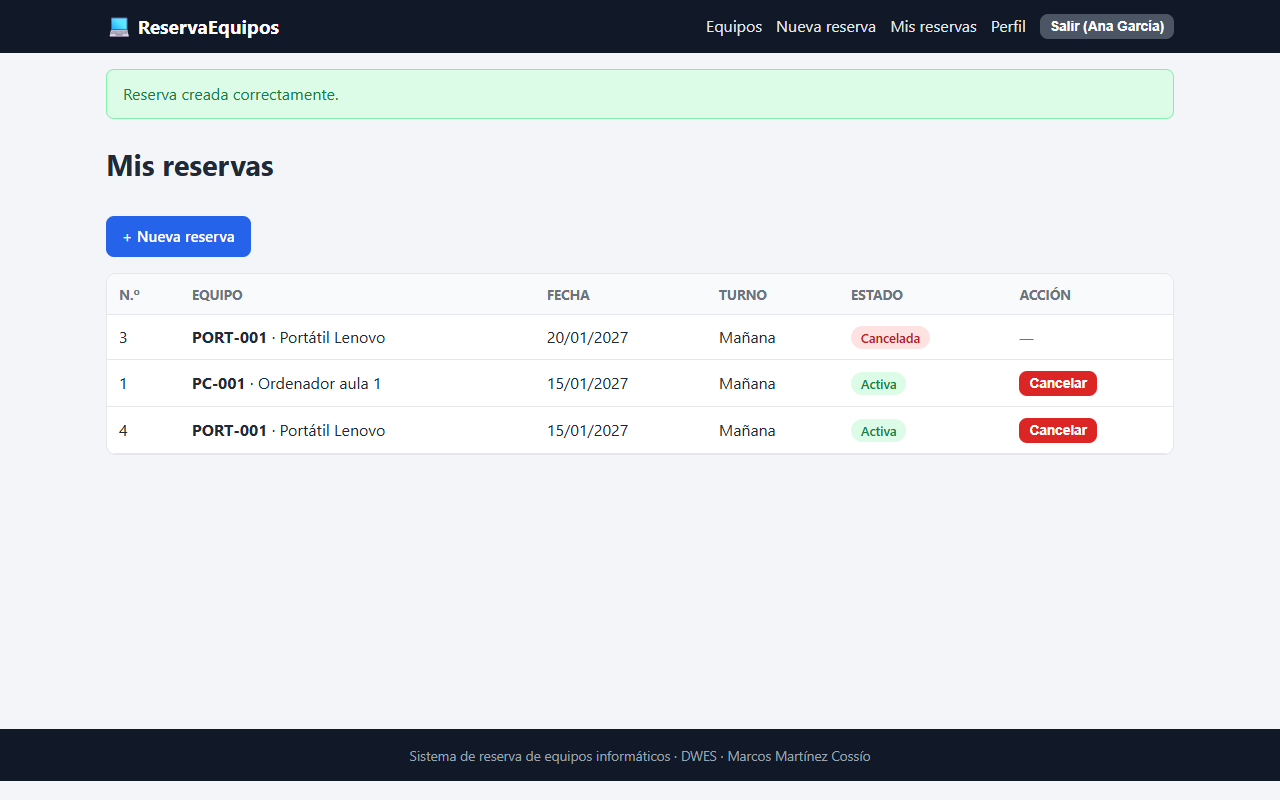 ReservaEquipos Equipos Nueva reserva Mis reservas Perfil Salir (Ana García)
Reserva creada correctamente.
Mis reservas
+ Nueva reserva
N.º EQUIPO FECHA TURNO ESTADO ACCIÓN
3 PORT-001 · Portátil Lenovo 20/01/2027 Mañana Cancelada —
1 PC-001 · Ordenador aula 1 15/01/2027 Mañana Activa Cancelar
4 PORT-001 · Portátil Lenovo 15/01/2027 Mañana Activa Cancelar
Sistema de reserva de equipos informáticos · DWES · Marcos Martínez Cossío